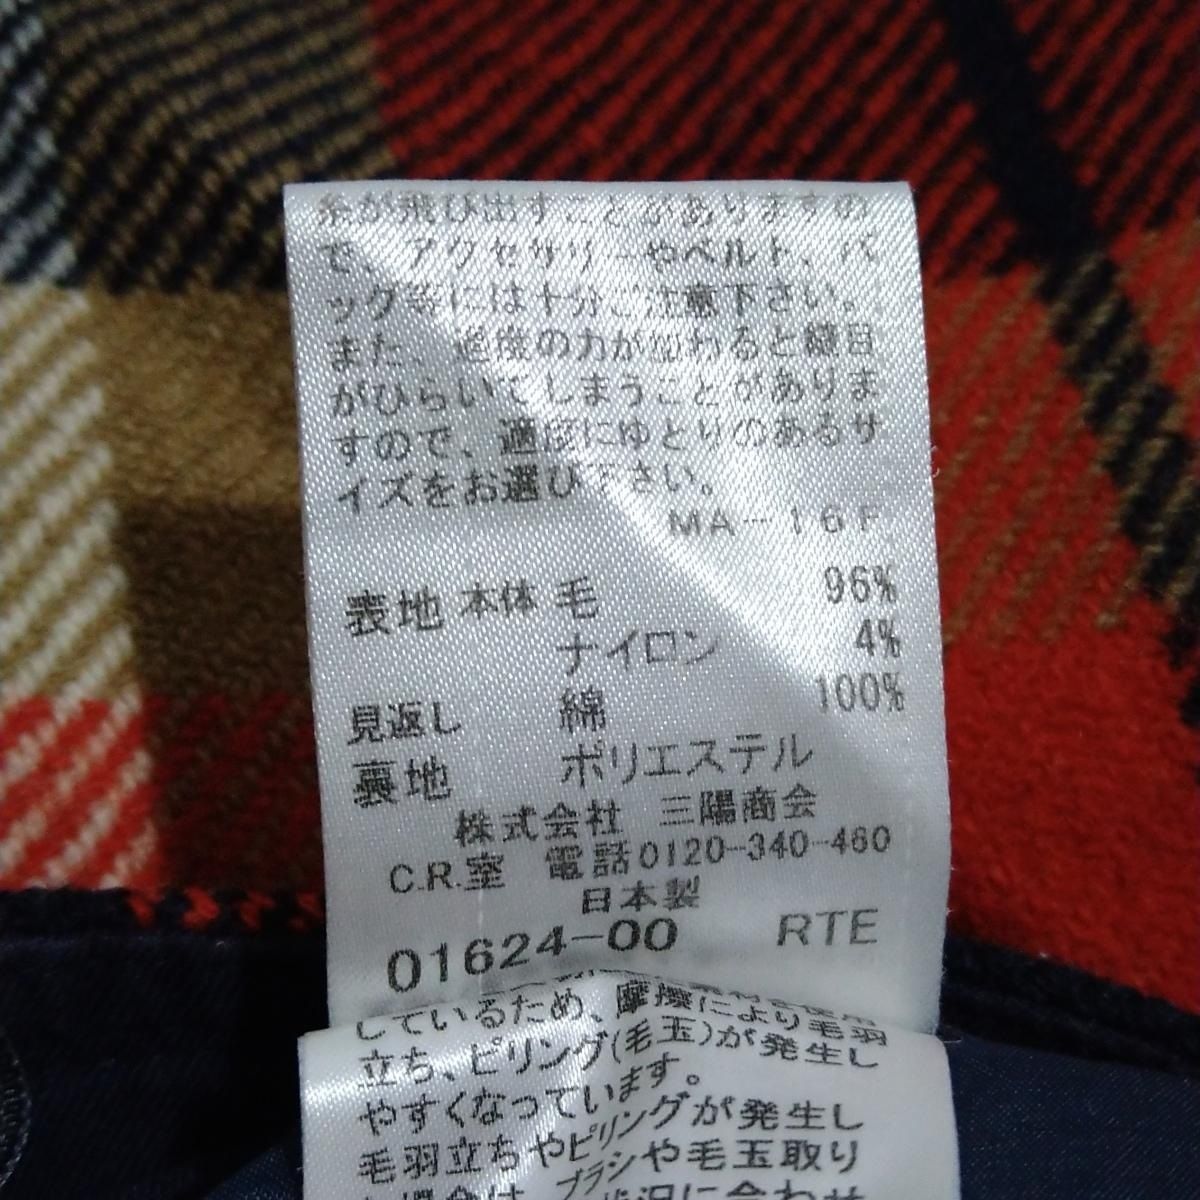 糸が飛び出すことがありますの
で、アクセサリーやベルト、バ
ッグ等には十分ご注意下さい。
また、過度の力が加わると縫目
がひらいてしまうことがありま
すので、適度にゆとりのあるサ
イズをお選び下さい。
MA-16F
表地 本体 毛 96%
ナイロン 4%
見返し 綿 100%
裏地 ポリエステル
株式会社 三陽商会
C.R.室 電話0120-340-460
日本製
01624-00 RTE
しているため、摩擦により毛羽
立ち、ピリング(毛玉)が発生し
やすくなっています。
毛羽立ちやピリングが発生し
ブラシや毛玉取り
に合わせ